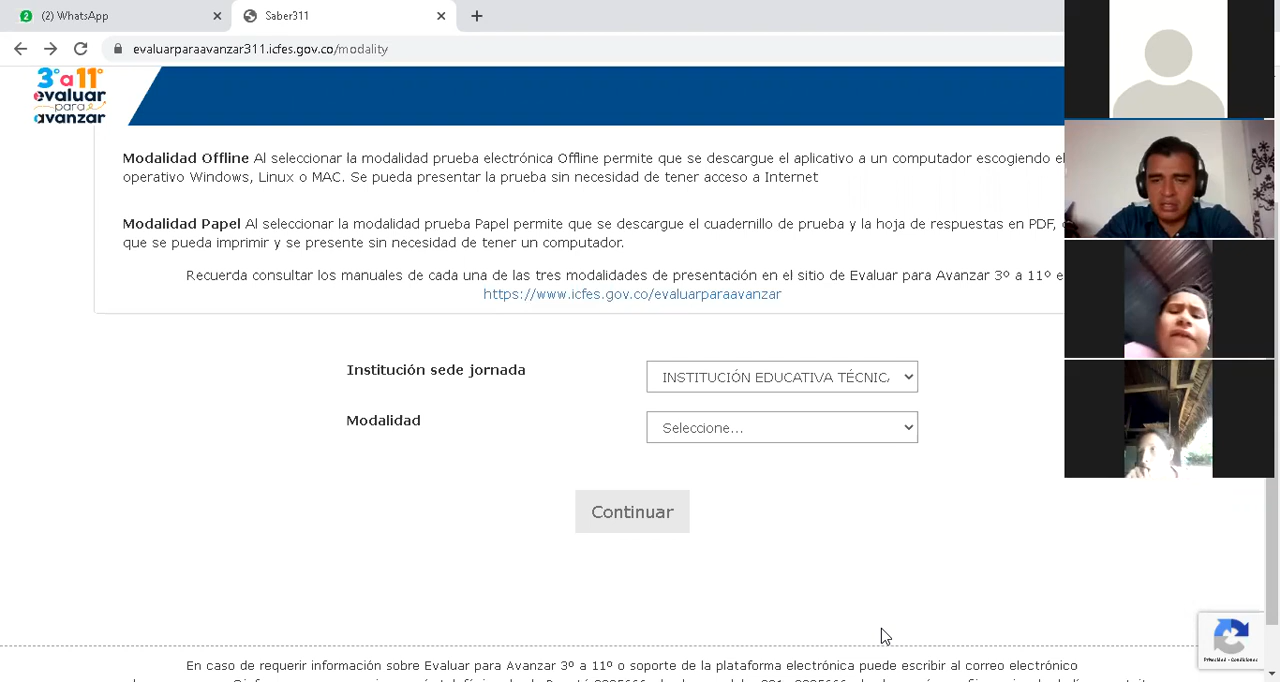 (2) WhatsApp
Saber311
evaluarparaavanzar311.icfes.gov.co/modality
3° a 11°
evaluar
para
avanzar
Modalidad Offline Al seleccionar la modalidad prueba electrónica Offline permite que se descargue el aplicativo a un computador escogiendo el
operativo Windows, Linux o MAC. Se pueda presentar la prueba sin necesidad de tener acceso a Internet
Modalidad Papel Al seleccionar la modalidad prueba Papel permite que se descargue el cuadernillo de prueba y la hoja de respuestas en PDF,
que se pueda imprimir y se presente sin necesidad de tener un computador.
Recuerda consultar los manuales de cada una de las tres modalidades de presentación en el sitio de Evaluar para Avanzar 3º a 11º e
https://www.icfes.gov.co/evaluarparaavanzar
Institución sede jornada
INSTITUCIÓN EDUCATIVA TÉCNICA
Modalidad
Seleccione...
Continuar
Privacidad - Condiciones
En caso de requerir información sobre Evaluar para Avanzar 3º a 11º o soporte de la plataforma electrónica puede escribir al correo electrónico